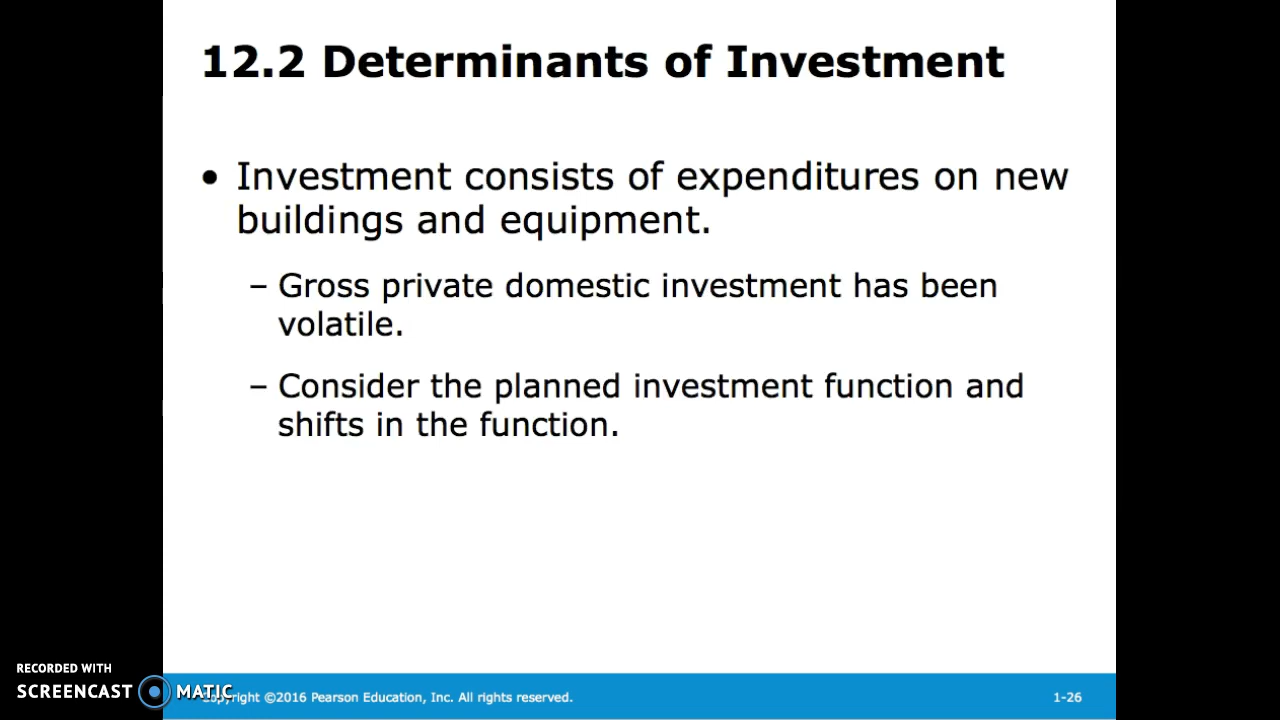 12.2 Determinants of Investment
• Investment consists of expenditures on new
buildings and equipment.
– Gross private domestic investment has been
volatile.
– Consider the planned investment function and
shifts in the function.
RECORDED WITH
SCREENCAST MATIC
Copyright ©2016 Pearson Education, Inc. All rights reserved.
1-26